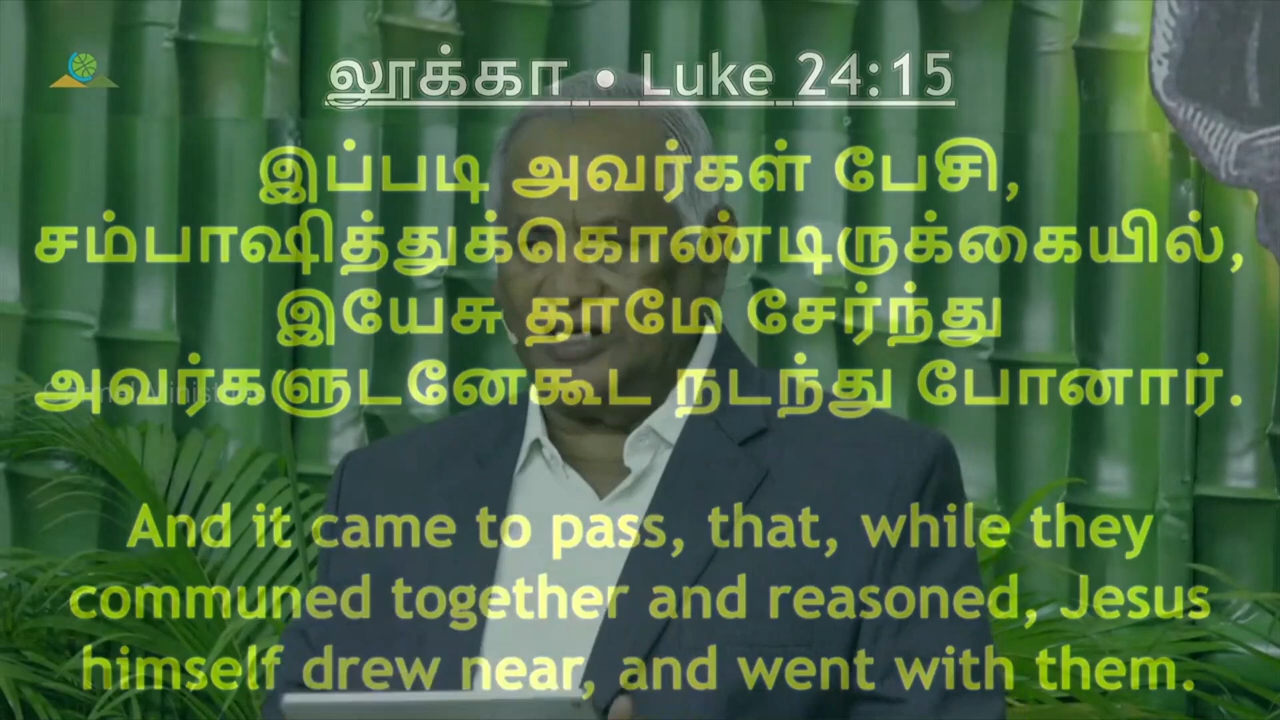 லூக்கா • Luke 24:15
இப்படி அவர்கள் பேசி,
சம்பாஷித்துக்கொண்டிருக்கையில்,
இயேசு தாமே சேர்ந்து
அவர்களுடனேகூட நடந்து போனார்.
And it came to pass, that, while they
communed together and reasoned, Jesus
himself drew near, and went with them.